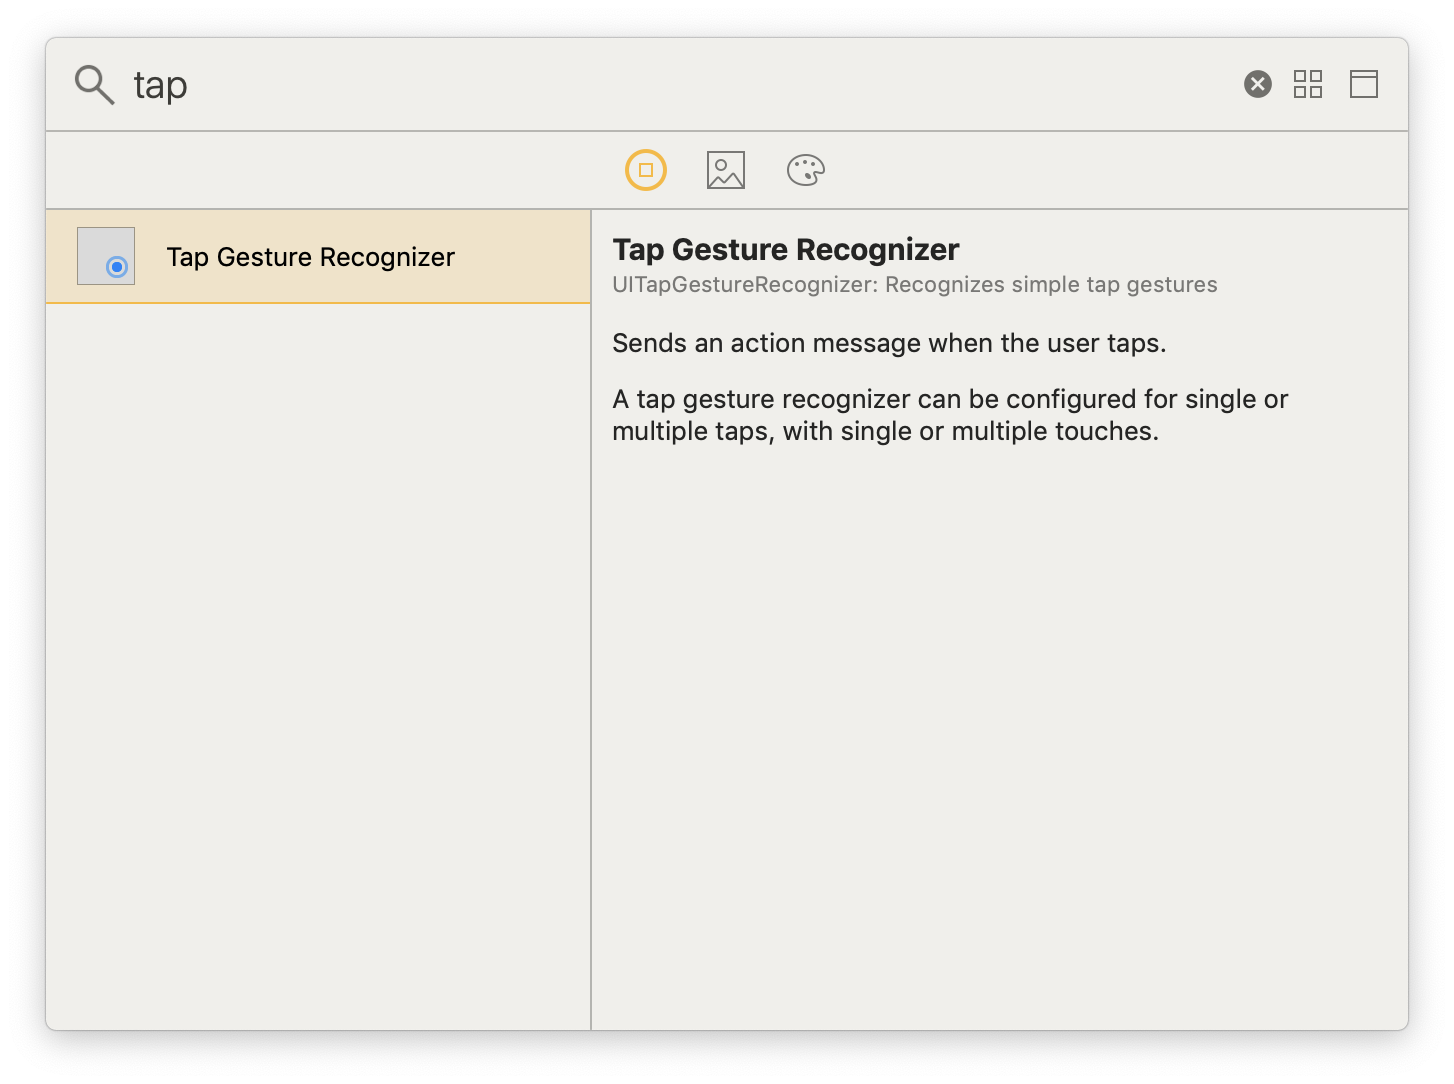 tap
Tap Gesture Recognizer
Tap Gesture Recognizer
UITapGestureRecognizer: Recognizes simple tap gestures
Sends an action message when the user taps.
A tap gesture recognizer can be configured for single or
multiple taps, with single or multiple touches.